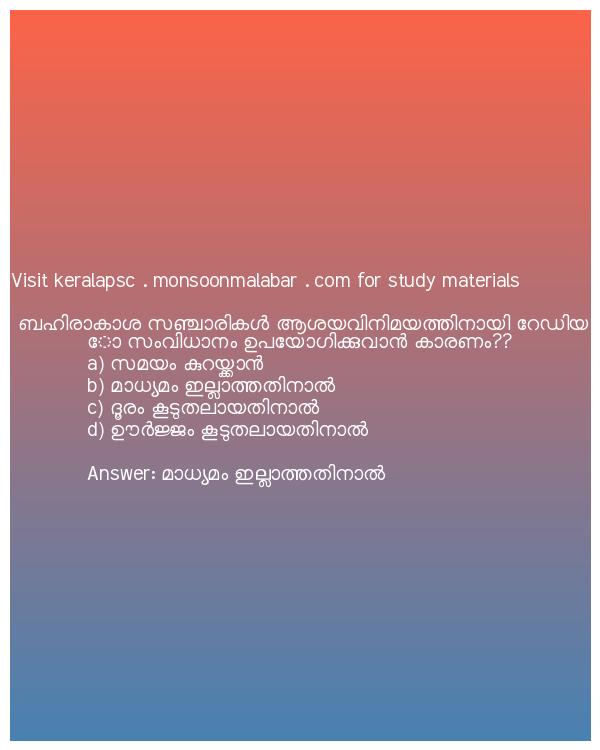 Visit keralapsc . monsoonmalabar . com for study materials
ബഹിരാകാശ സഞ്ചാരികൾ ആശയവിനിമയത്തിനായി റേഡിയ
ോ സംവിധാനം ഉപയോഗിക്കുവാൻ കാരണം??
a) സമയം കുറയ്ക്കാൻ
b) മാധ്യമം ഇല്ലാത്തതിനാൽ
c) ദൂരം കൂടുതലായതിനാൽ
d) ഊർജ്ജം കൂടുതലായതിനാൽ
Answer: മാധ്യമം ഇല്ലാത്തതിനാൽ